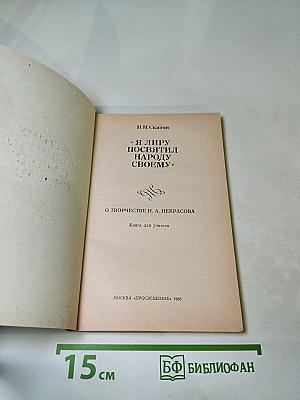 Н Н Скатов
«Я ЛИРУ
ПОСВЯТИЛ
НАРОДУ
СВОЕМУ»
О ТВОРЧЕСТВЕ Н. А. НЕКРАСОВА
Книга для учителя
МОСКВА «ПРОСВЕЩЕНИЕ» 1985
15 см
БФ БИБЛИОФАН